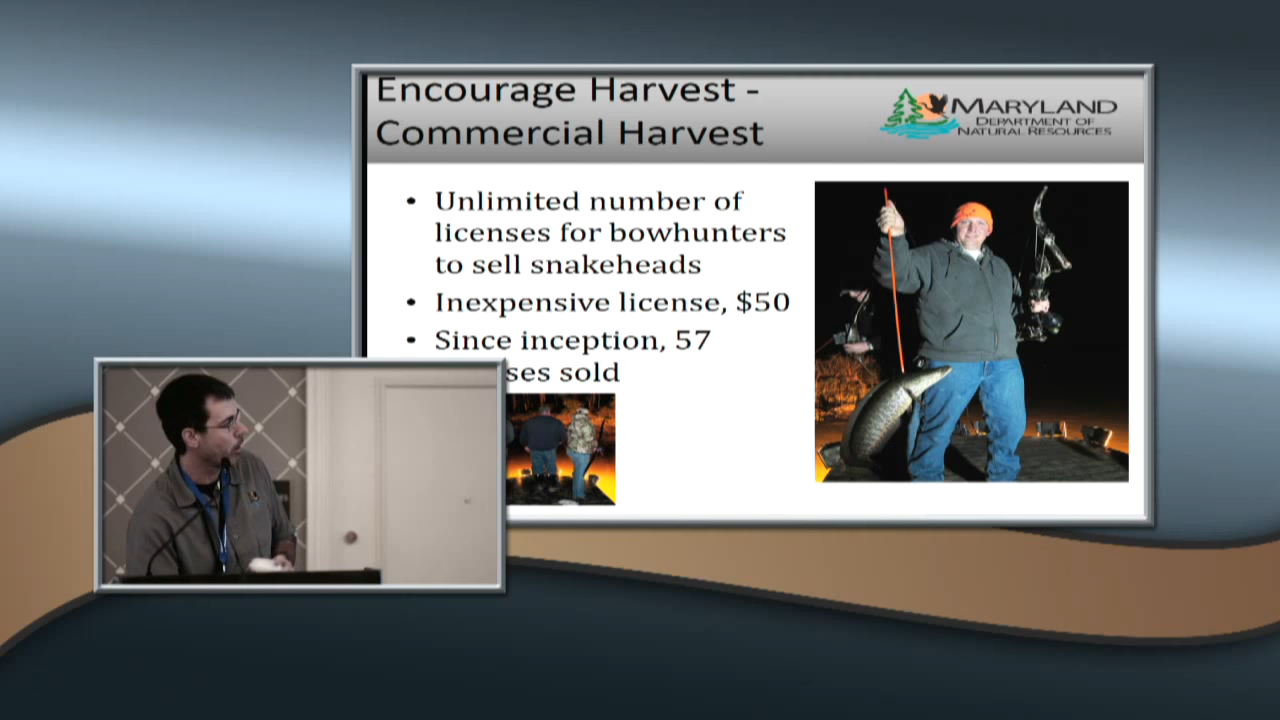 Encourage Harvest -
Commercial Harvest
MARYLAND
DEPARTMENT OF
NATURAL RESOURCES
• Unlimited number of
licenses for bowhunters
to sell snakeheads
• Inexpensive license, $50
• Since inception, 57
ses sold